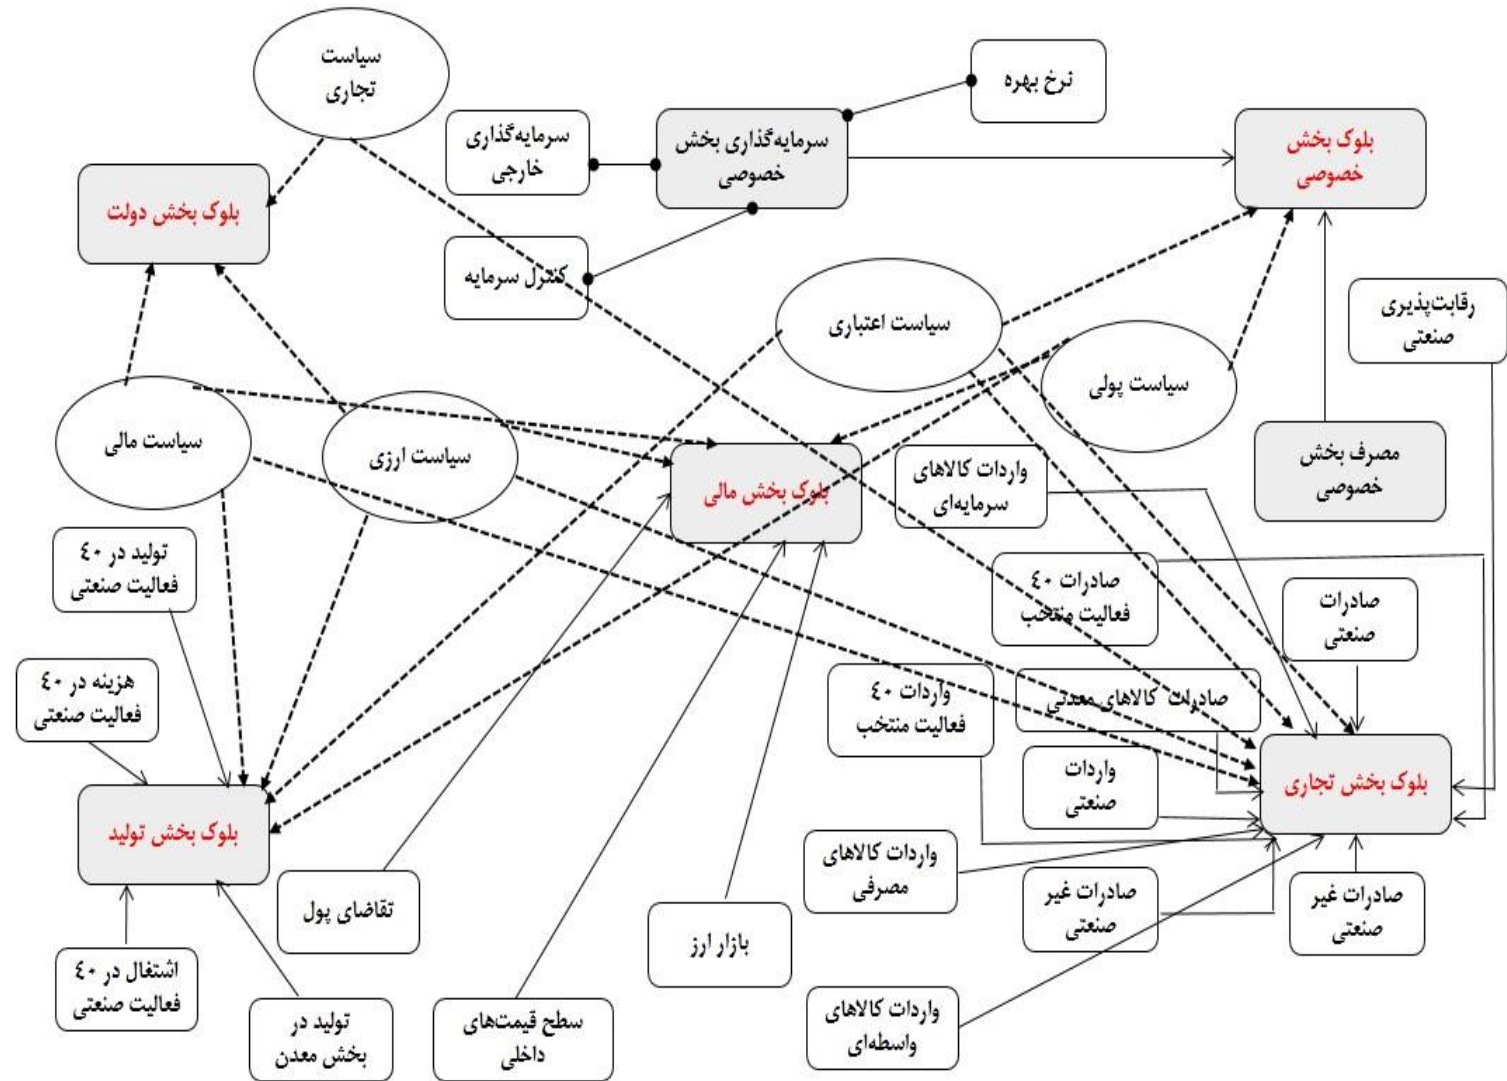 سیاست
تجاری
نرخ بهره
سرمایه‌گذاری
خارجی
سرمایه‌گذاری بخش
خصوصی
بلوک بخش
خصوصی
بلوک بخش دولت
کنترل سرمایه
سیاست اعتباری
رقابت‌پذیری
صنعتی
سیاست پولی
سیاست مالی
سیاست ارزی
بلوک بخش مالی
واردات کالاهای
سرمایه‌ای
مصرف بخش
خصوصی
تولید در ٤٠
فعالیت صنعتی
صادرات ٤٠
فعالیت منتخب
صادرات
صنعتی
هزینه در ٤٠
فعالیت صنعتی
واردات ٤٠
فعالیت منتخب
صادرات کالاهای معدنی
واردات
صنعتی
بلوک بخش تجاری
بلوک بخش تولید
واردات کالاهای
مصرفی
تقاضای پول
بازار ارز
صادرات غیر
صنعتی
صادرات غیر
صنعتی
اشتغال در ٤٠
فعالیت صنعتی
تولید در
بخش معدن
سطح قیمت‌های
داخلی
واردات کالاهای
واسطه‌ای